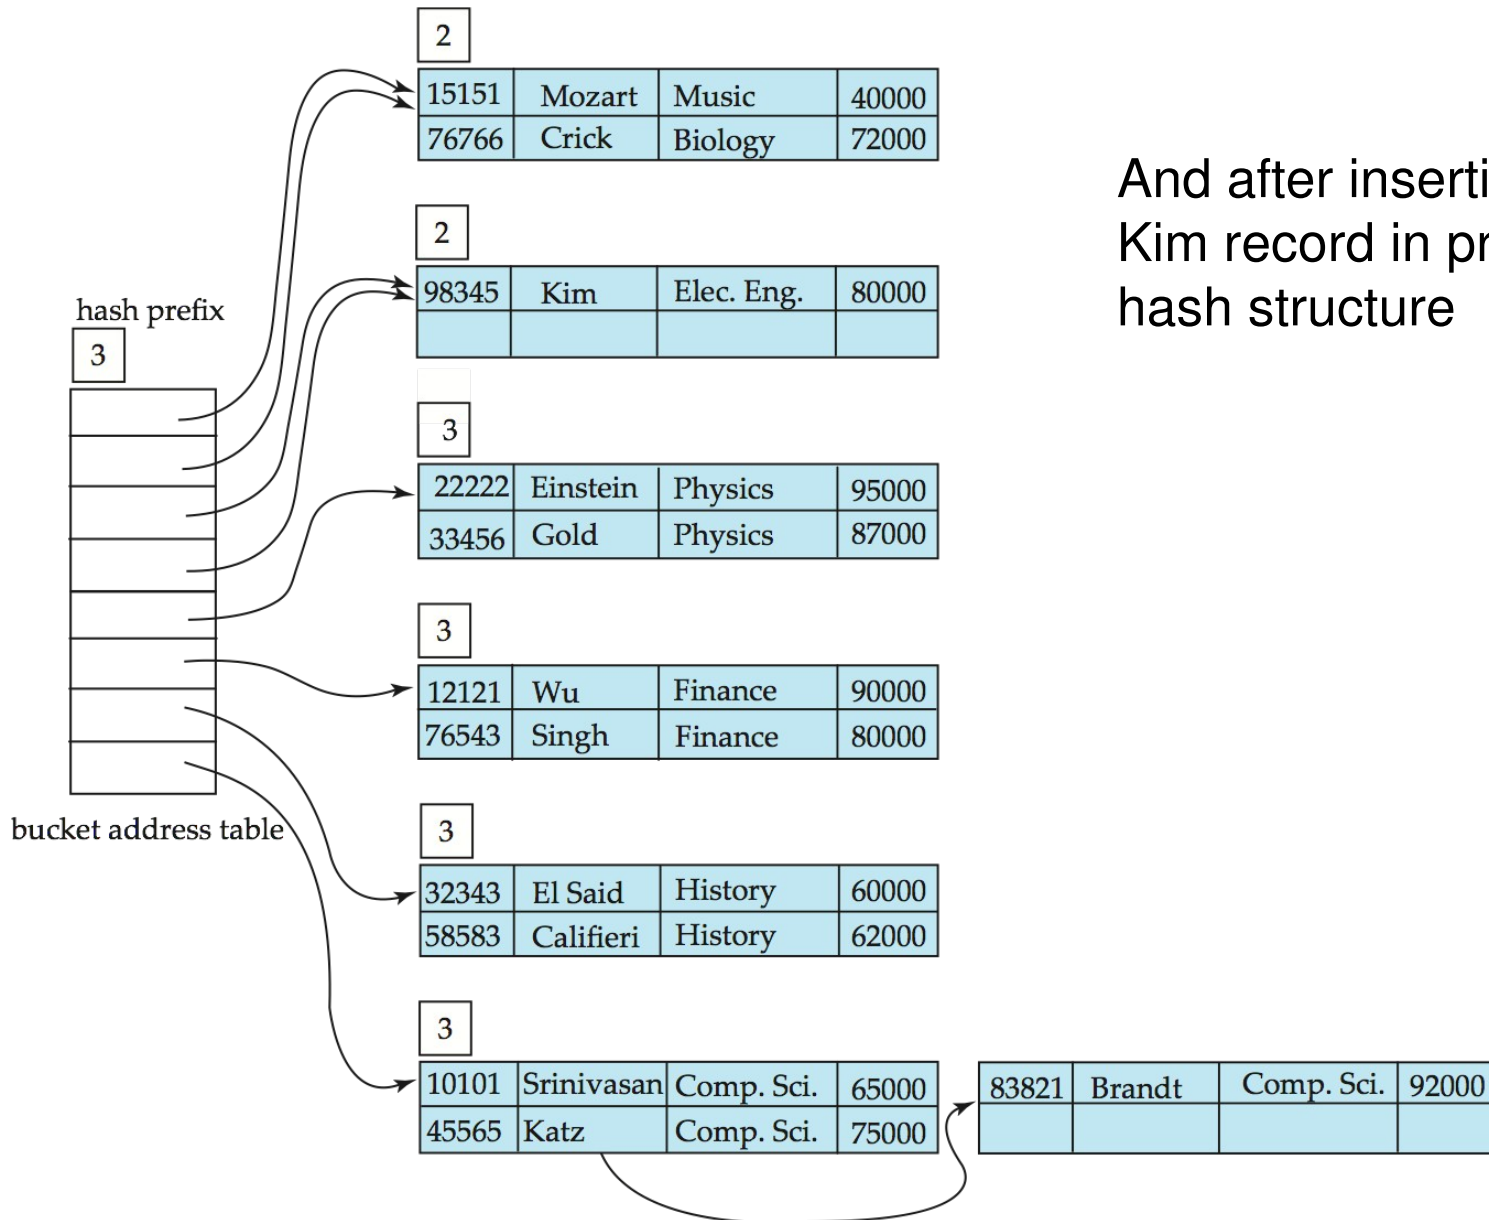 2
15151 Mozart Music 40000
76766 Crick Biology 72000
And after
Kim record in
hash structure
2
98345 Kim Elec. Eng. 80000
hash prefix
3
3
22222 Einstein Physics 95000
33456 Gold Physics 87000
3
12121 Wu Finance 90000
76543 Singh Finance 80000
bucket address table
3
32343 El Said History 60000
58583 Califieri History 62000
3
10101 Srinivasan Comp. Sci. 65000
45565 Katz Comp. Sci. 75000
83821 Brandt Comp. Sci. 92000